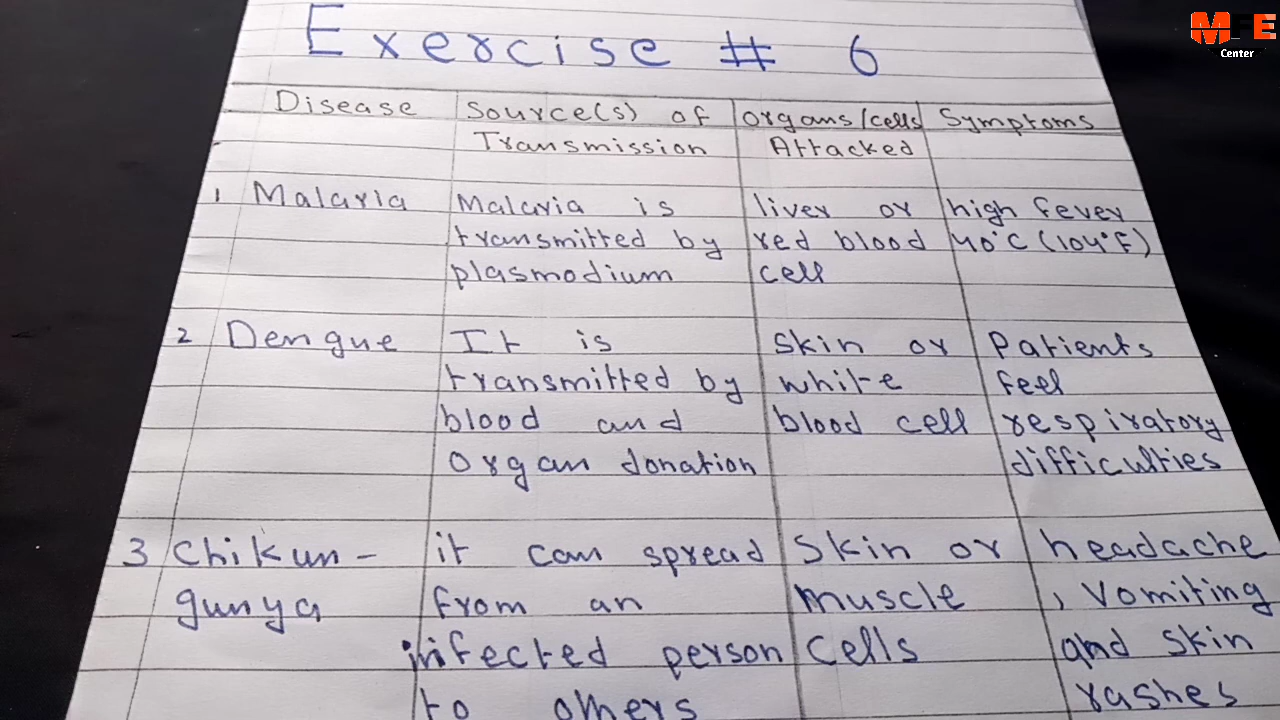 MFE
Center
Exercise # 6
Disease
Source(s) of
Transmission
Organs/cells
Attacked
Symptoms
1 Malaria
Malaria is
transmitted by
plasmodium
liver or
red blood
cell
high fever
40°C (104°F)
2 Dengue
It is
transmitted by
blood and
organ donation
Skin or
white
blood cell
Patients
feel
respiratory
difficulties
3 Chikun-
gunya
it can spread
from an
infected person
to others
Skin or
muscle
cells
headache
, vomiting
and skin
rashes